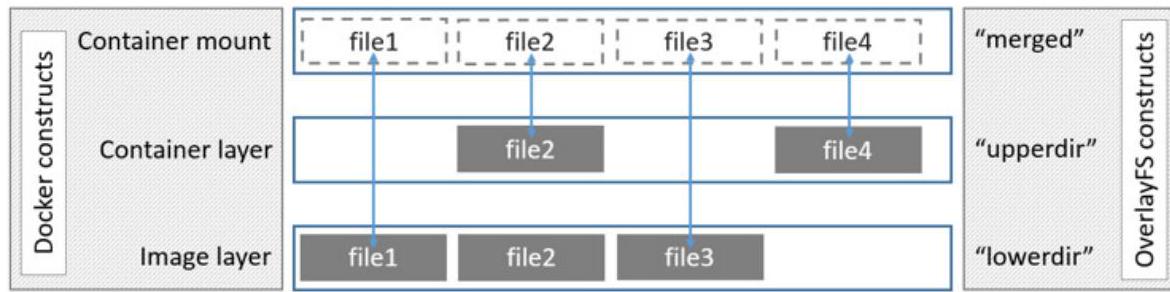 Docker constructs
Container mount
file1 file2 file3 file4
“merged”
Container layer
file2 file4
“upperdir”
Image layer
file1 file2 file3
“lowerdir”
OverlayFS constructs